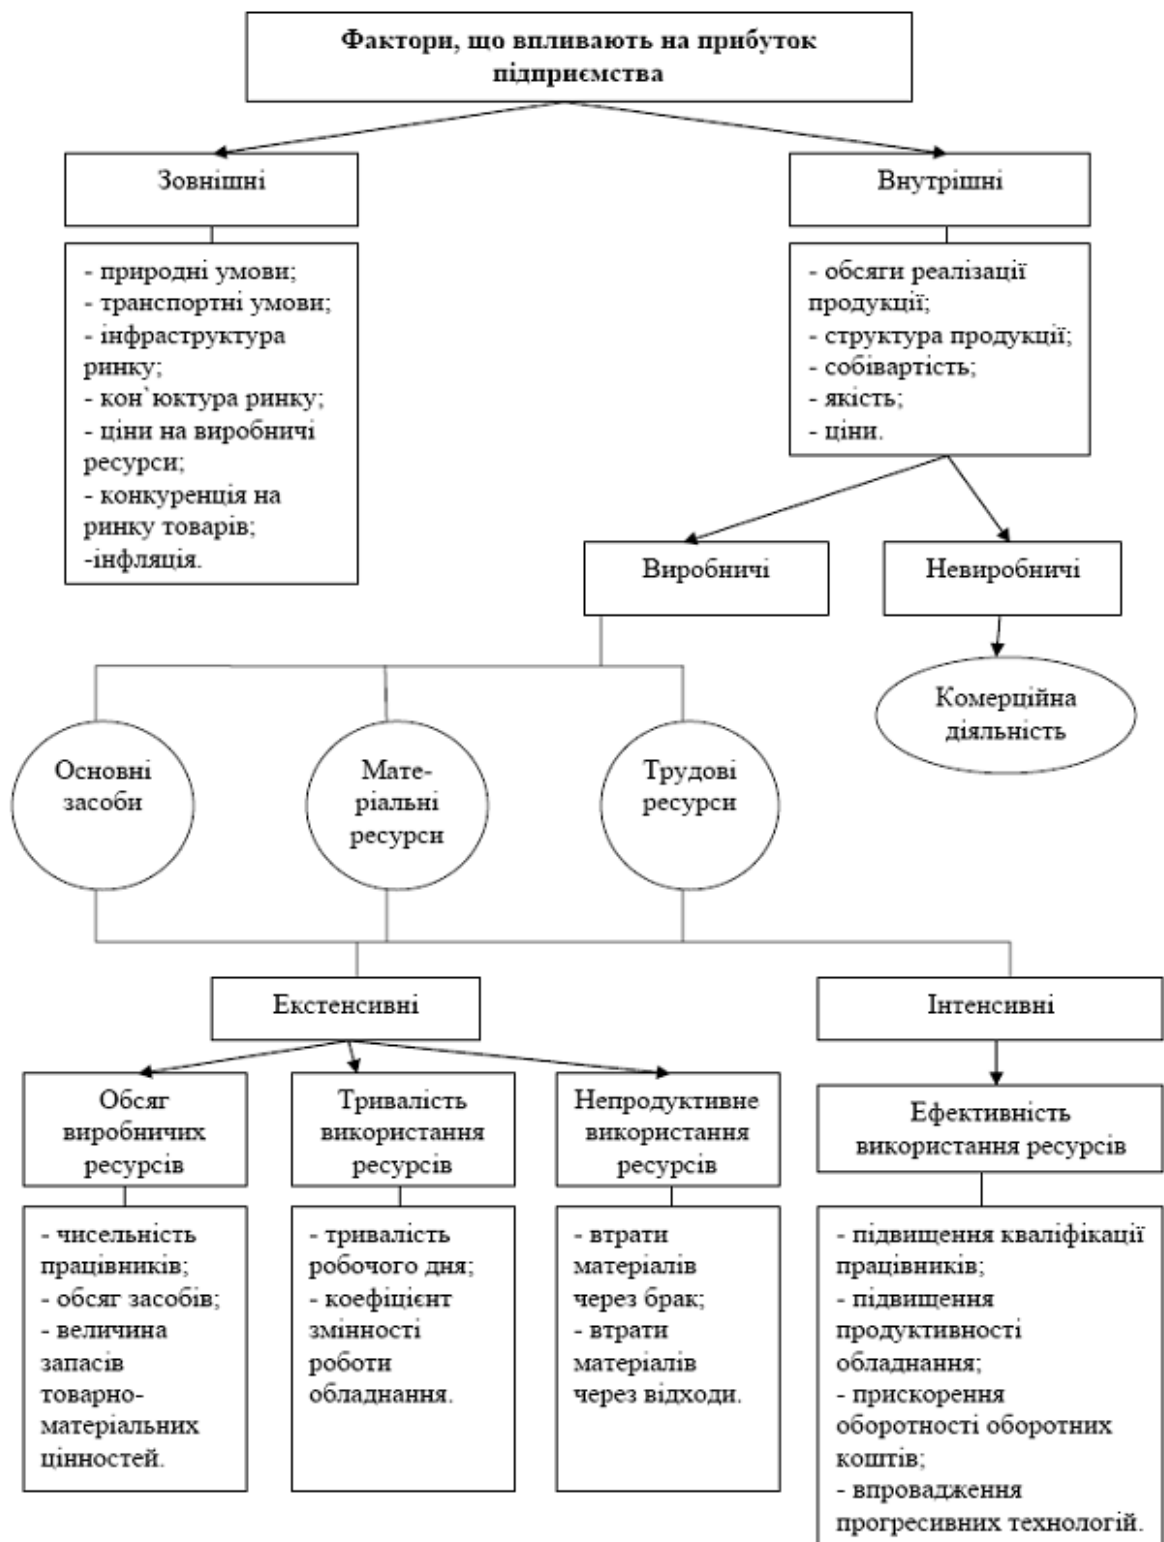 Фактори, що впливають на прибуток
підприємства
Зовнішні
Внутрішні
- природні умови;
- транспортні умови;
- інфраструктура
ринку;
- кон`юктура ринку;
- ціни на виробничі
ресурси;
- конкуренція на
ринку товарів;
-інфляція.
- обсяги реалізації
продукції;
- структура продукції;
- собівартість;
- якість;
- ціни.
Виробничі
Невиробничі
Комерційна
діяльність
Основні
засоби
Мате-
ріальні
ресурси
Трудові
ресурси
Екстенсивні
Інтенсивні
Обсяг
виробничих
ресурсів
Тривалість
використання
ресурсів
Непродуктивне
використання
ресурсів
Ефективність
використання ресурсів
- чисельність
працівників;
- обсяг засобів;
- величина
запасів
товарно-
матеріальних
цінностей.
- тривалість
робочого дня;
- коефіцієнт
змінності
роботи
обладнання.
- втрати
матеріалів
через брак;
- втрати
матеріалів
через відходи.
- підвищення кваліфікації
працівників;
- підвищення
продуктивності
обладнання;
- прискорення
оборотності оборотних
коштів;
- впровадження
прогресивних технологій.